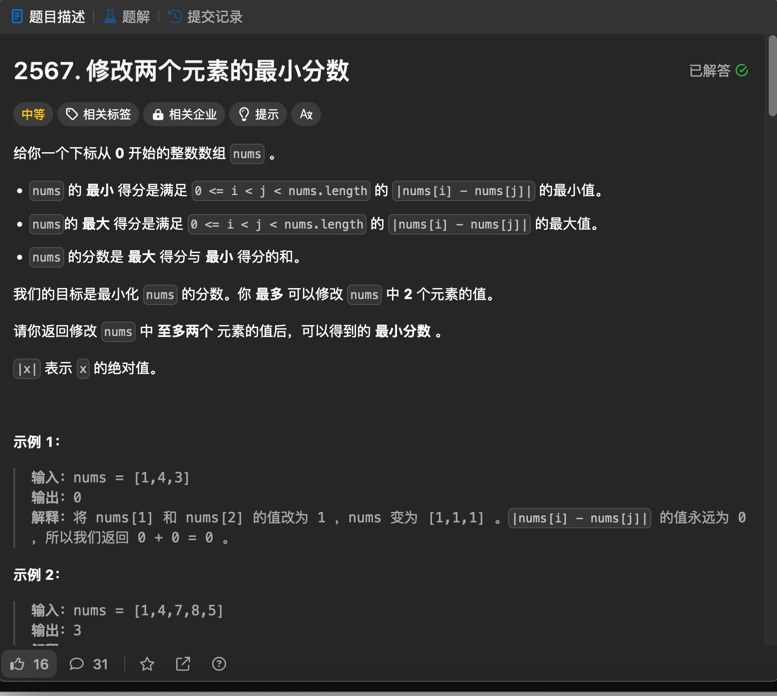 题目描述 | 题解 | 提交记录
2567. 修改两个元素的最小分数
已解答
中等 相关标签 相关企业 提示 Aあ
给你一个下标从 0 开始的整数数组 nums 。
• nums 的 最小 得分是满足 0 <= i < j < nums.length 的 |nums[i] - nums[j]| 的最小值。
• nums的 最大 得分是满足 0 <= i < j < nums.length 的 |nums[i] - nums[j]| 的最大值。
• nums 的分数是 最大 得分与 最小 得分的和。
我们的目标是最小化 nums 的分数。你 最多 可以修改 nums 中 2 个元素的值。
请你返回修改 nums 中 至多两个 元素的值后，可以得到的 最小分数 。
|x| 表示 x 的绝对值。
示例 1：
输入：nums = [1,4,3]
输出：0
解释：将 nums[1] 和 nums[2] 的值改为 1 ，nums 变为 [1,1,1] 。|nums[i] - nums[j]| 的值永远为 0
，所以我们返回 0 + 0 = 0 。
示例 2：
输入：nums = [1,4,7,8,5]
输出：3
16 31